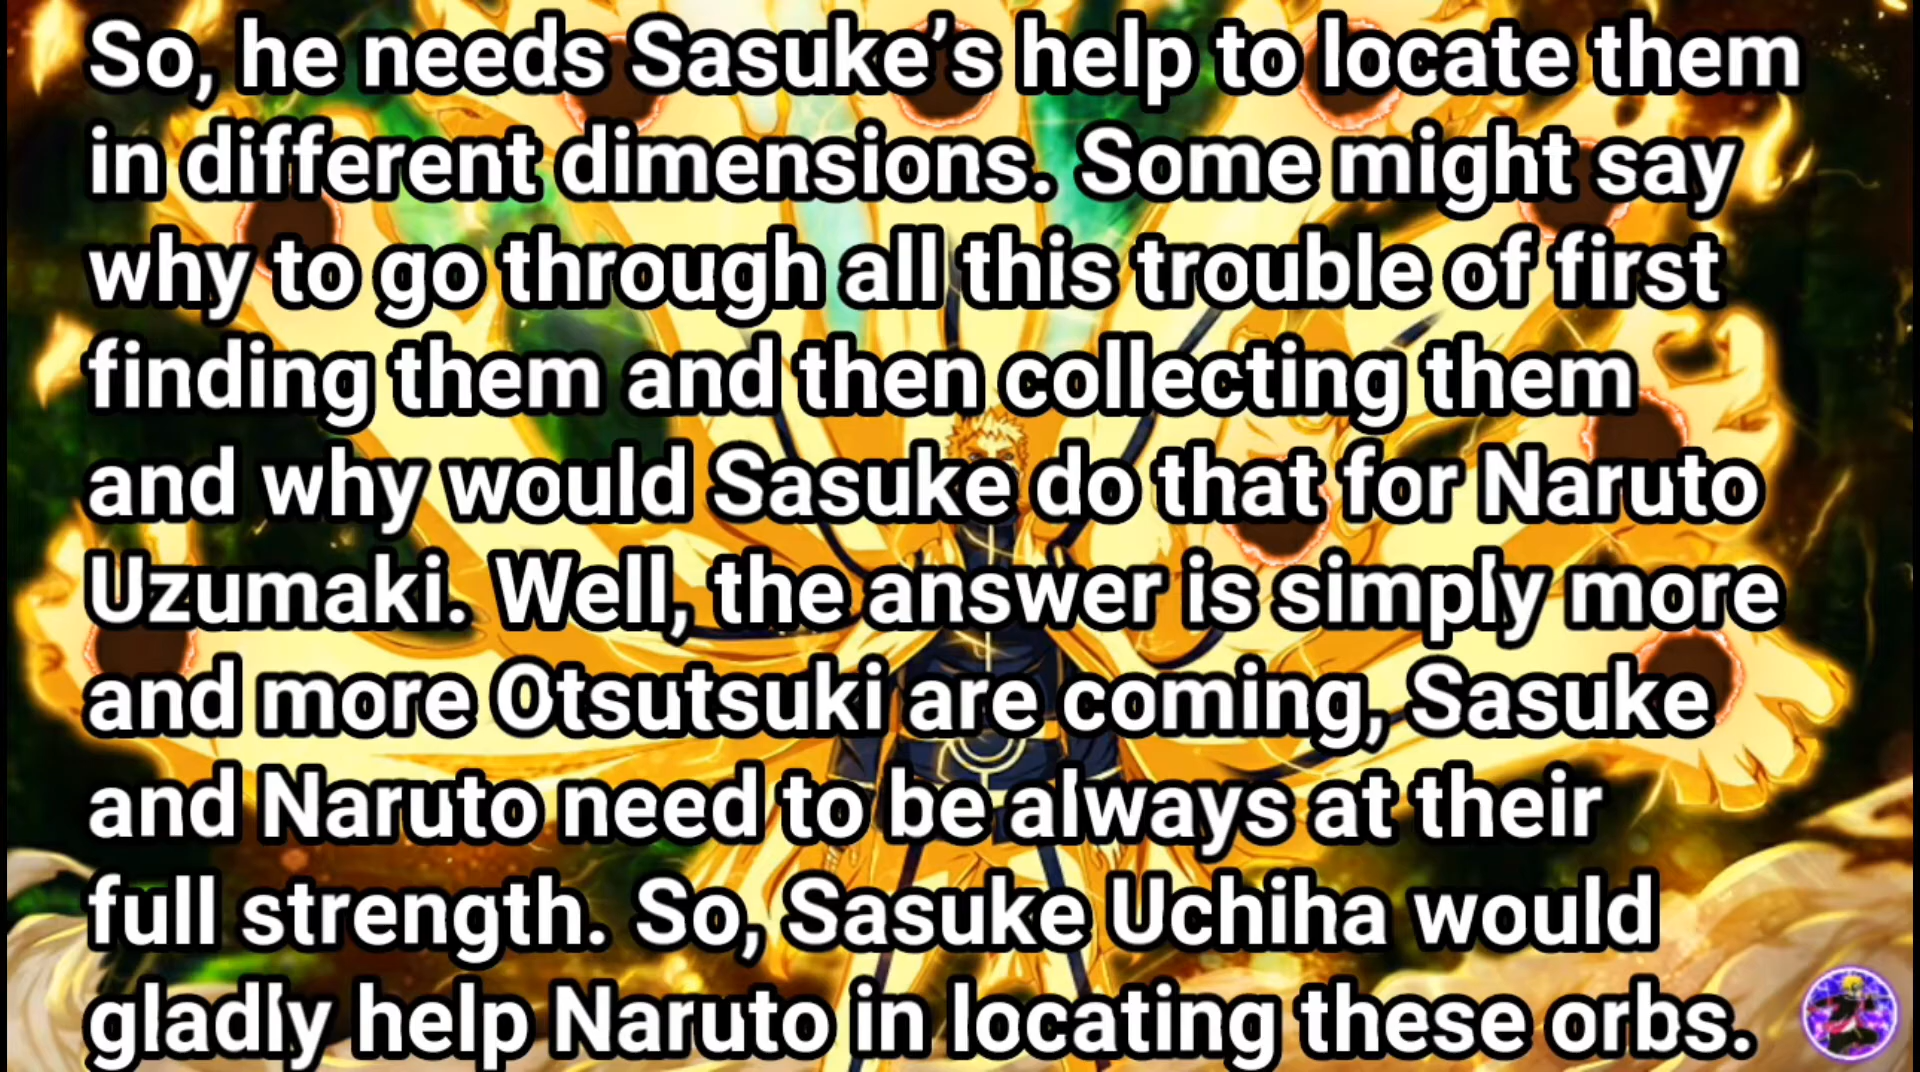 So, he needs Sasuke’s help to locate them
in different dimensions. Some might say
why to go through all this trouble of first
finding them and then collecting them
and why would Sasuke do that for Naruto
Uzumaki. Well, the answer is simply more
and more Otsutsuki are coming, Sasuke
and Naruto need to be always at their
full strength. So, Sasuke Uchiha would
gladly help Naruto in locating these orbs.